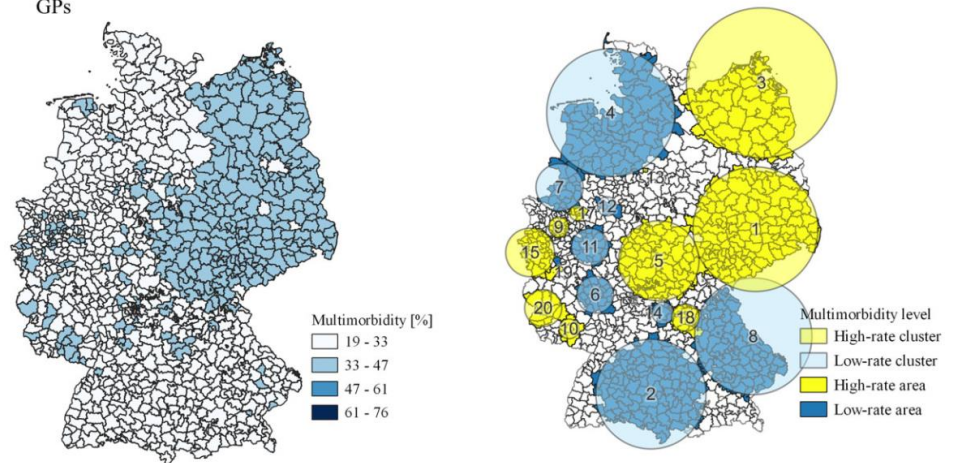 GPs
Multimorbidity [%]
19 - 33
33 - 47
47 - 61
61 - 76
3
4
13
7
12
1
9
11
15
5
6
20
10
14
18
8
2
Multimorbidity level
High-rate cluster
Low-rate cluster
High-rate area
Low-rate area